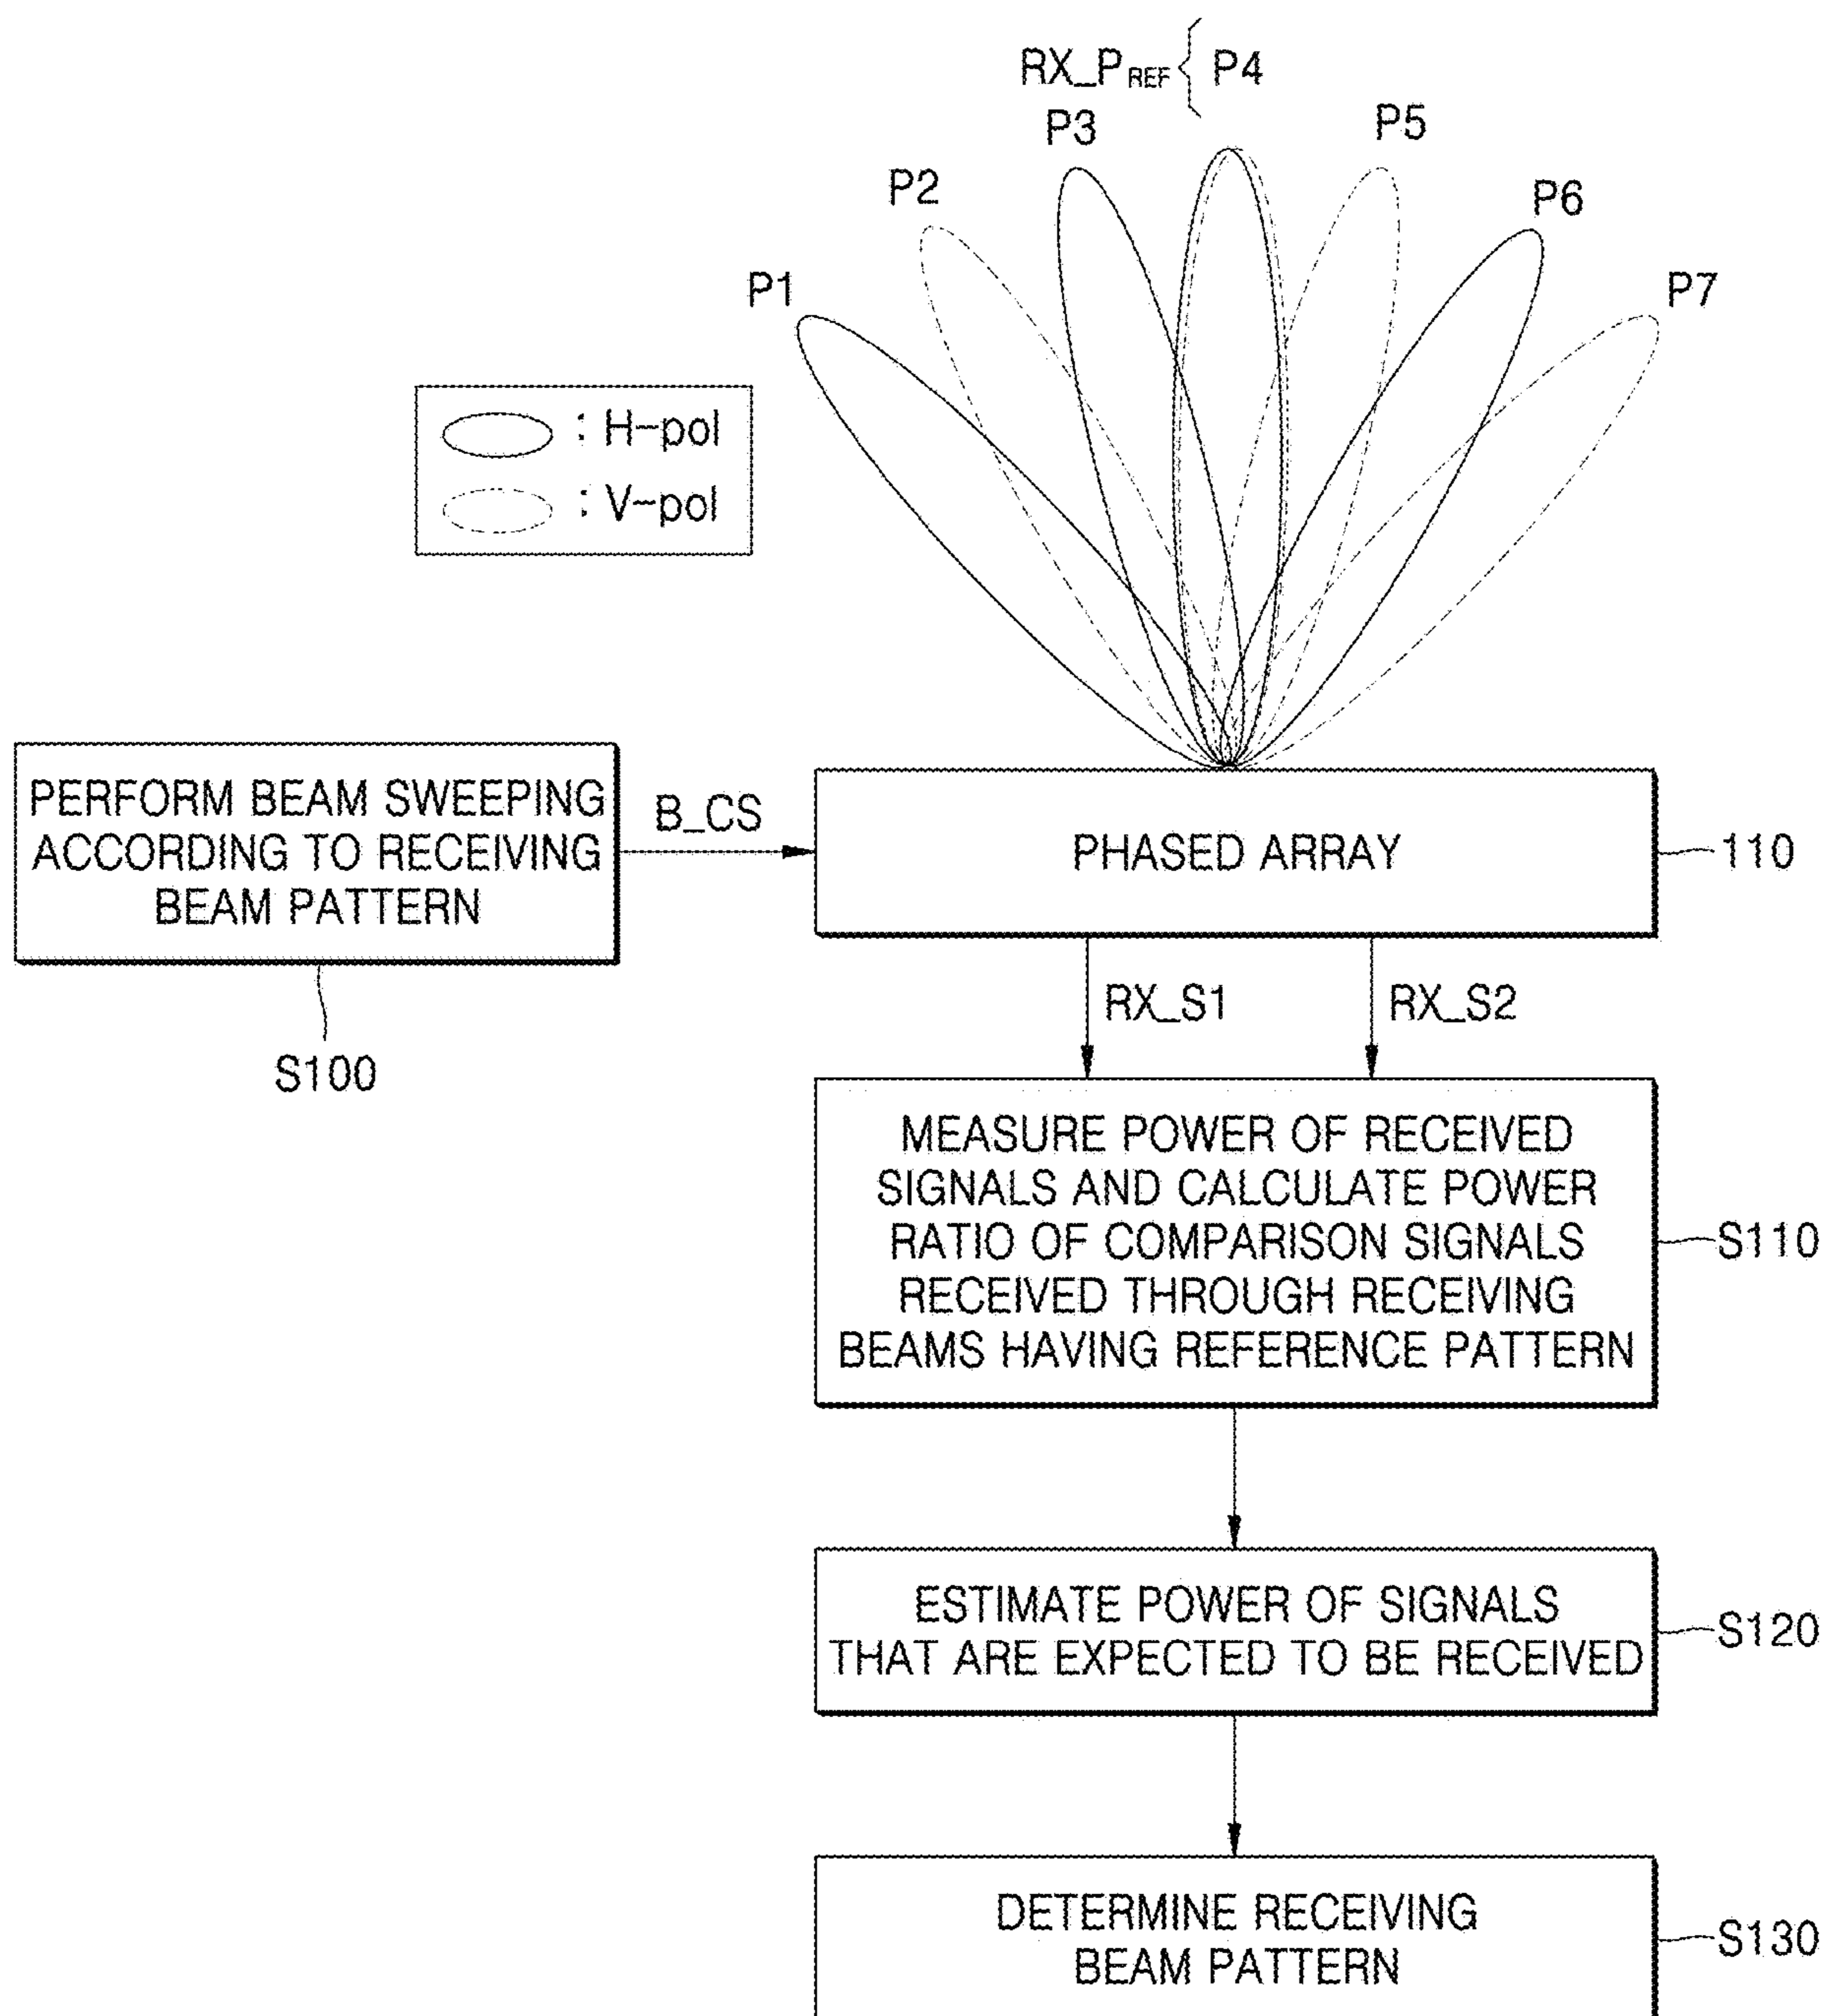 RX_PREF { P4
P3
P5
P2
P6
P1
P7
: H-pol
: V-pol
PERFORM BEAM SWEEPING
ACCORDING TO RECEIVING
BEAM PATTERN
B_CS
PHASED ARRAY
110
S100
RX_S1
RX_S2
MEASURE POWER OF RECEIVED
SIGNALS AND CALCULATE POWER
RATIO OF COMPARISON SIGNALS
RECEIVED THROUGH RECEIVING
BEAMS HAVING REFERENCE PATTERN
S110
ESTIMATE POWER OF SIGNALS
THAT ARE EXPECTED TO BE RECEIVED
S120
DETERMINE RECEIVING
BEAM PATTERN
S130